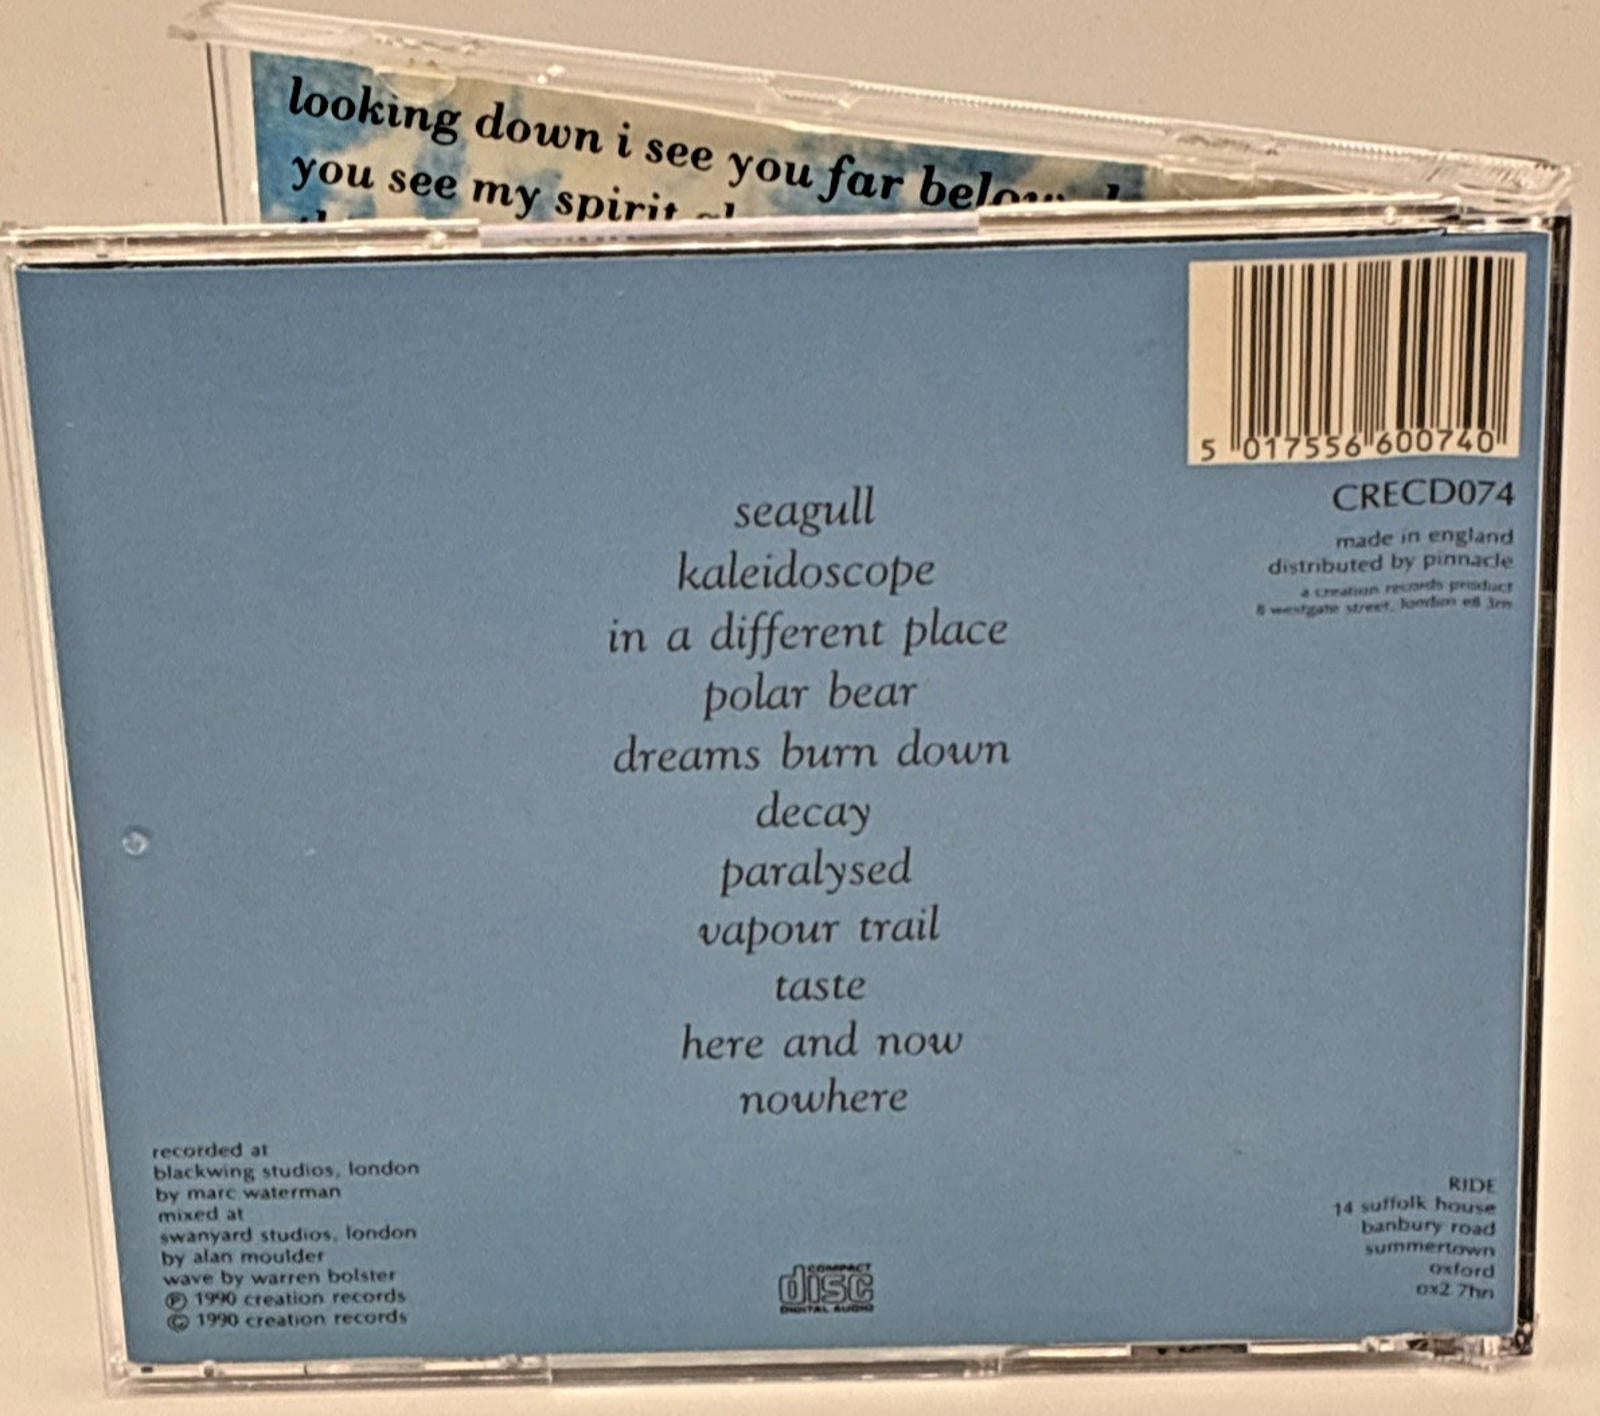 looking down i see you far below
you see my spirit
5 017556 600740
CRECD074
made in england
distributed by pinnacle
a creation records product
8 westgate street, london e8 3rn
seagull
kaleidoscope
in a different place
polar bear
dreams burn down
decay
paralysed
vapour trail
taste
here and now
nowhere
recorded at
blackwing studios, london
by marc waterman
mixed at
swanyard studios, london
by alan moulder
wave by warren bolster
℗ 1990 creation records
© 1990 creation records
COMPACT
disc
DIGITAL AUDIO
RIDE
14 suffolk house
banbury road
summertown
oxford
ox2 7hn